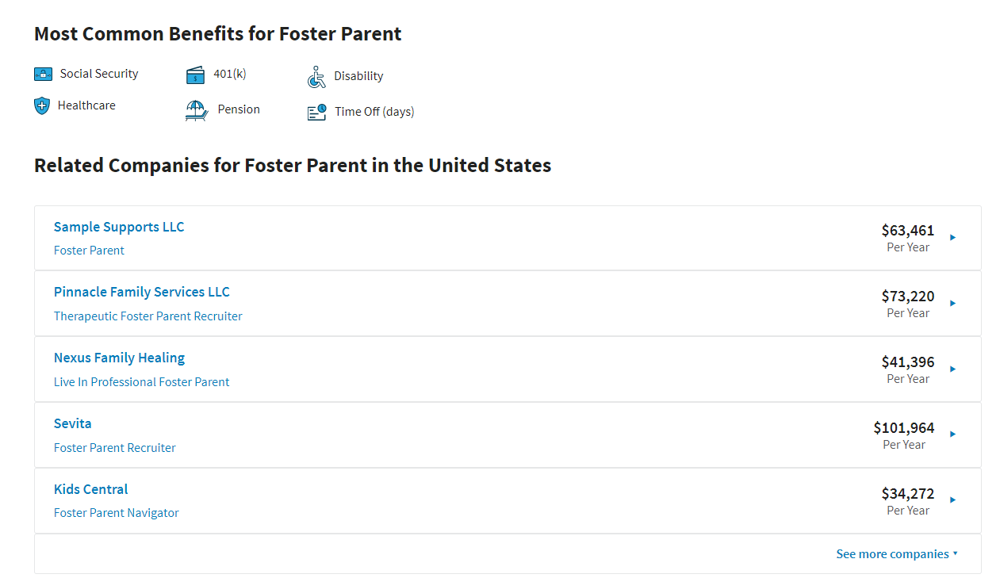 Most Common Benefits for Foster Parent
Social Security
401(k)
Disability
Healthcare
Pension
Time Off (days)
Related Companies for Foster Parent in the United States
Sample Supports LLC
Foster Parent
$63,461
Per Year
Pinnacle Family Services LLC
Therapeutic Foster Parent Recruiter
$73,220
Per Year
Nexus Family Healing
Live In Professional Foster Parent
$41,396
Per Year
Sevita
Foster Parent Recruiter
$101,964
Per Year
Kids Central
Foster Parent Navigator
$34,272
Per Year
See more companies